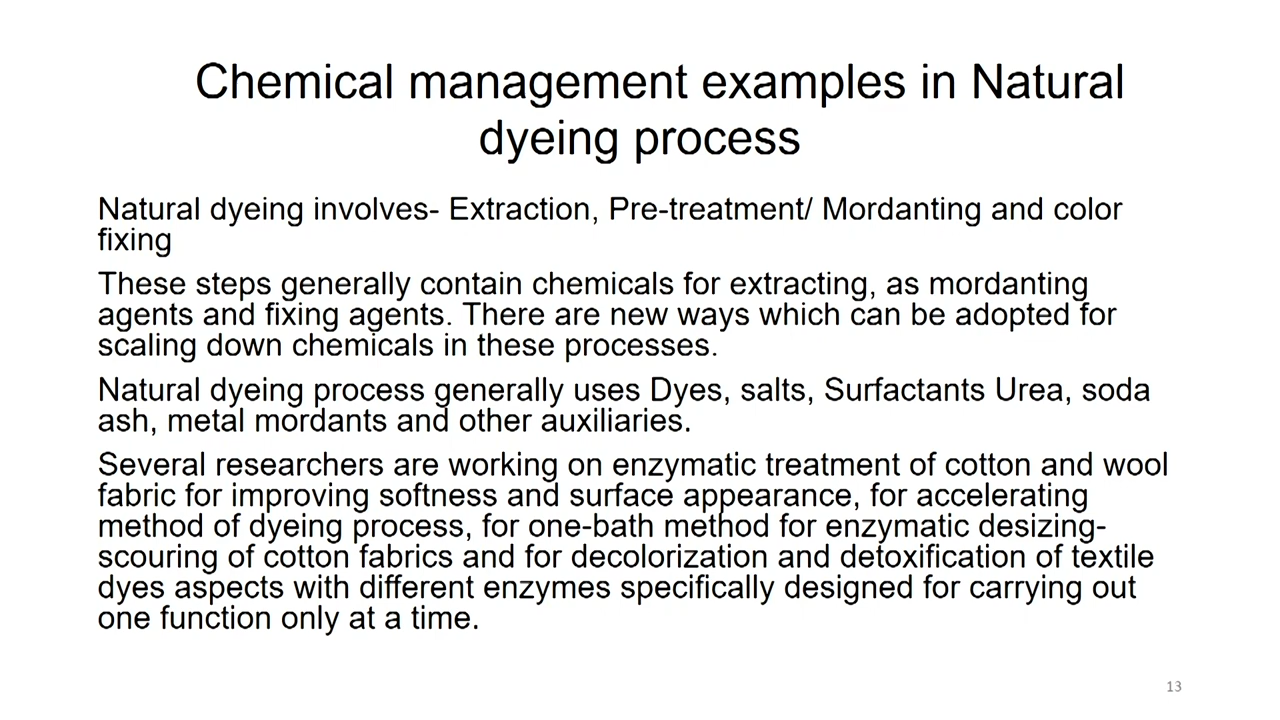 Chemical management examples in Natural
dyeing process
Natural dyeing involves- Extraction, Pre-treatment/ Mordanting and color
fixing
These steps generally contain chemicals for extracting, as mordanting
agents and fixing agents. There are new ways which can be adopted for
scaling down chemicals in these processes.
Natural dyeing process generally uses Dyes, salts, Surfactants Urea, soda
ash, metal mordants and other auxiliaries.
Several researchers are working on enzymatic treatment of cotton and wool
fabric for improving softness and surface appearance, for accelerating
method of dyeing process, for one-bath method for enzymatic desizing-
scouring of cotton fabrics and for decolorization and detoxification of textile
dyes aspects with different enzymes specifically designed for carrying out
one function only at a time.
13